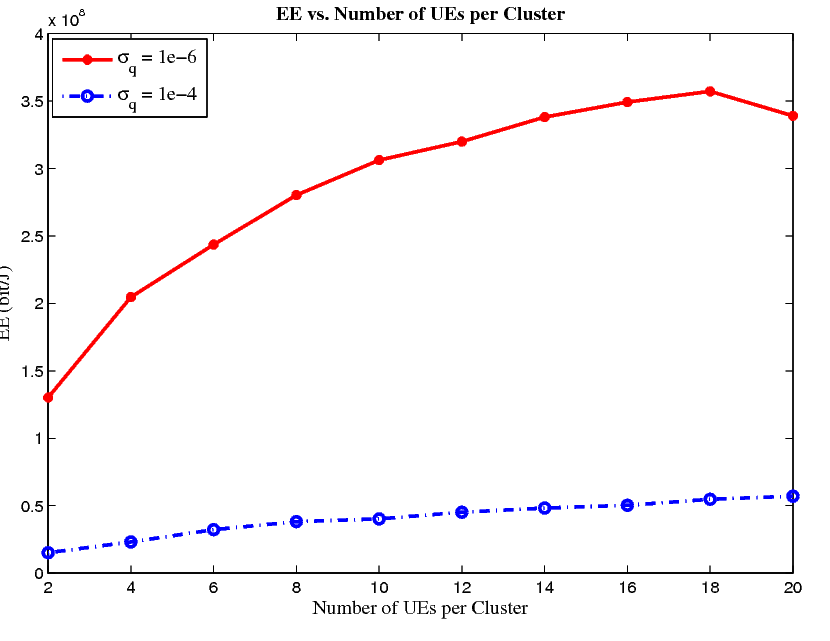 EE vs. Number of UEs per Cluster
x 10^8
σ_q = 1e−6
σ_q = 1e−4
4
3.5
3
2.5
2
1.5
1
0.5
0
EE (bit/J)
2 4 6 8 10 12 14 16 18 20
Number of UEs per Cluster